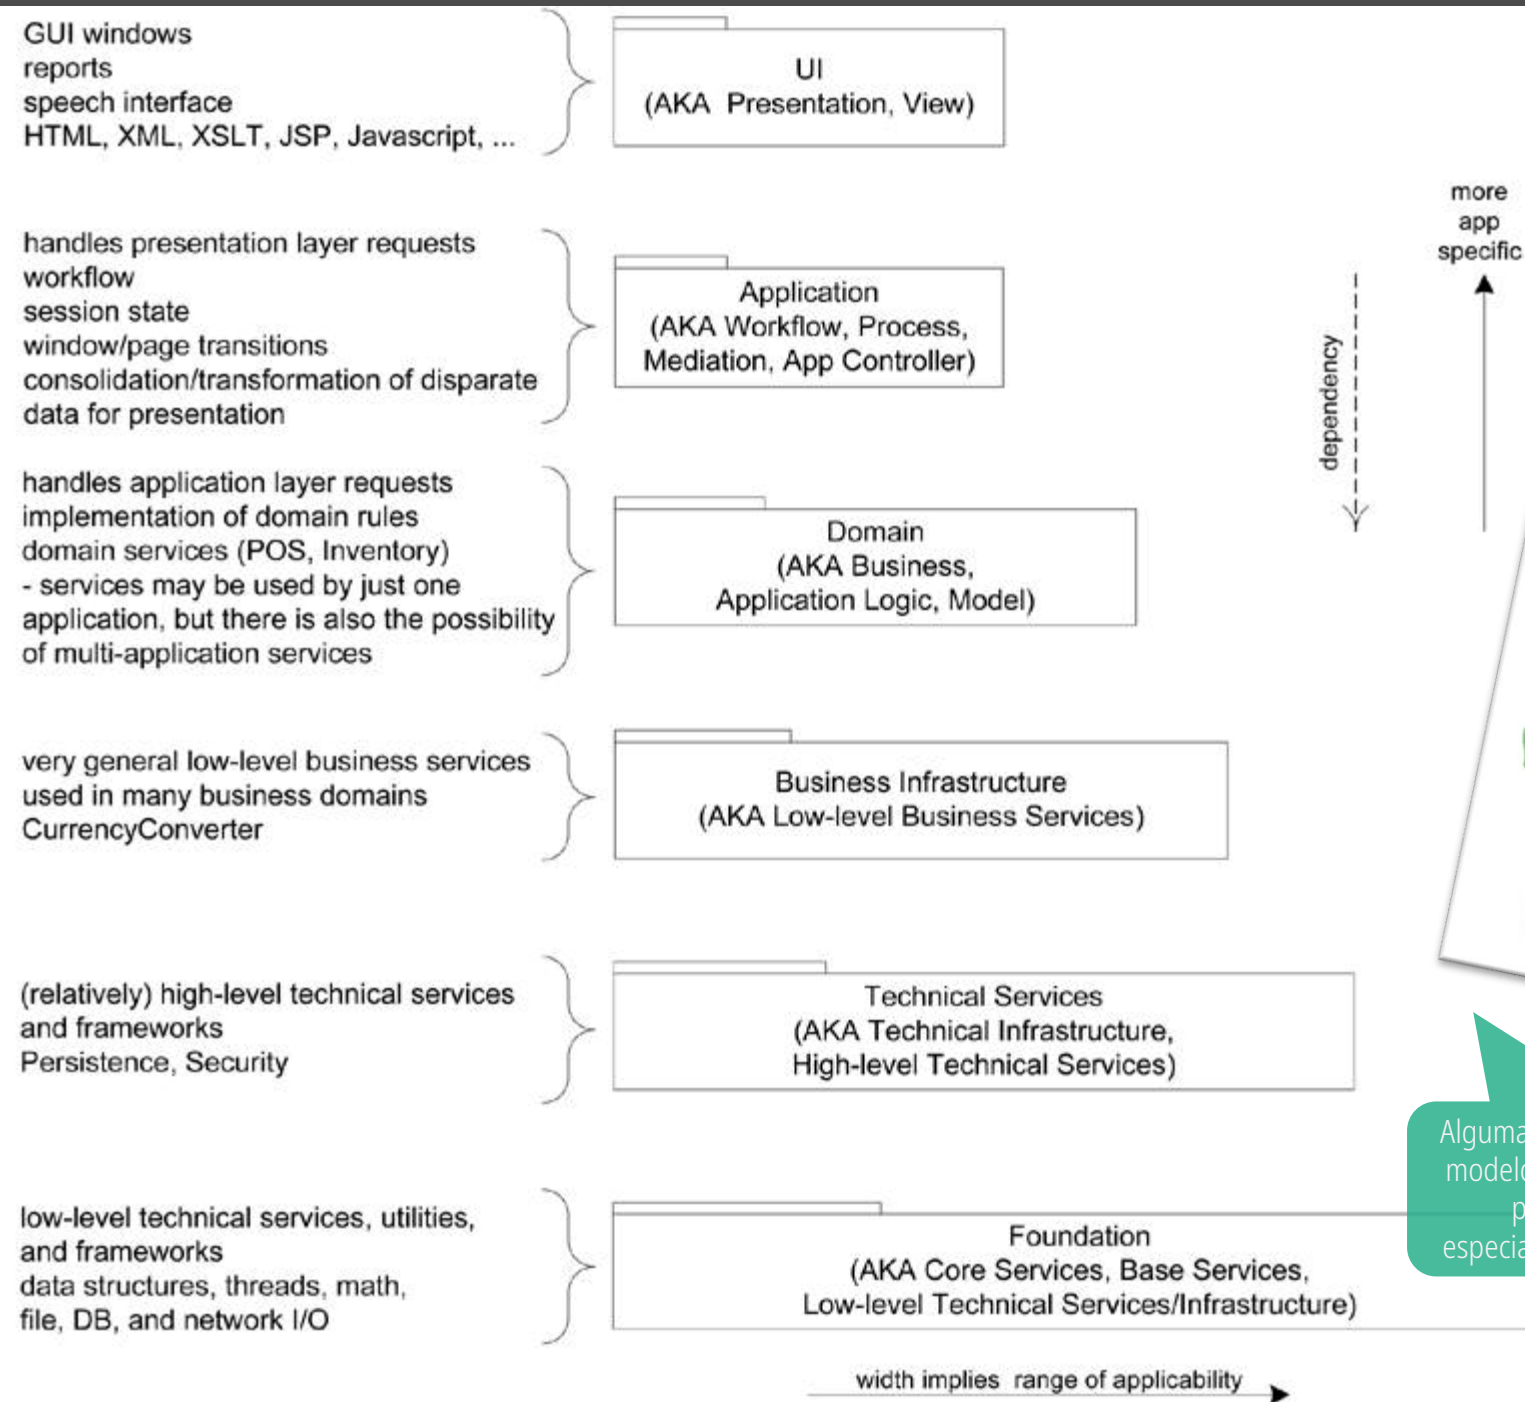 GUI windows
reports
speech interface
HTML, XML, XSLT, JSP, Javascript, ...
UI
(AKA Presentation, View)
handles presentation layer requests
workflow
session state
window/page transitions
consolidation/transformation of disparate
data for presentation
Application
(AKA Workflow, Process,
Mediation, App Controller)
more
app
specific
dependency
handles application layer requests
implementation of domain rules
domain services (POS, Inventory)
- services may be used by just one
application, but there is also the possibility
of multi-application services
Domain
(AKA Business,
Application Logic, Model)
very general low-level business services
used in many business domains
CurrencyConverter
Business Infrastructure
(AKA Low-level Business Services)
(relatively) high-level technical services
and frameworks
Persistence, Security
Technical Services
(AKA Technical Infrastructure,
High-level Technical Services)
low-level technical services, utilities,
and frameworks
data structures, threads, math,
file, DB, and network I/O
Foundation
(AKA Core Services, Base Services,
Low-level Technical Services/Infrastructure)
width implies range of applicability